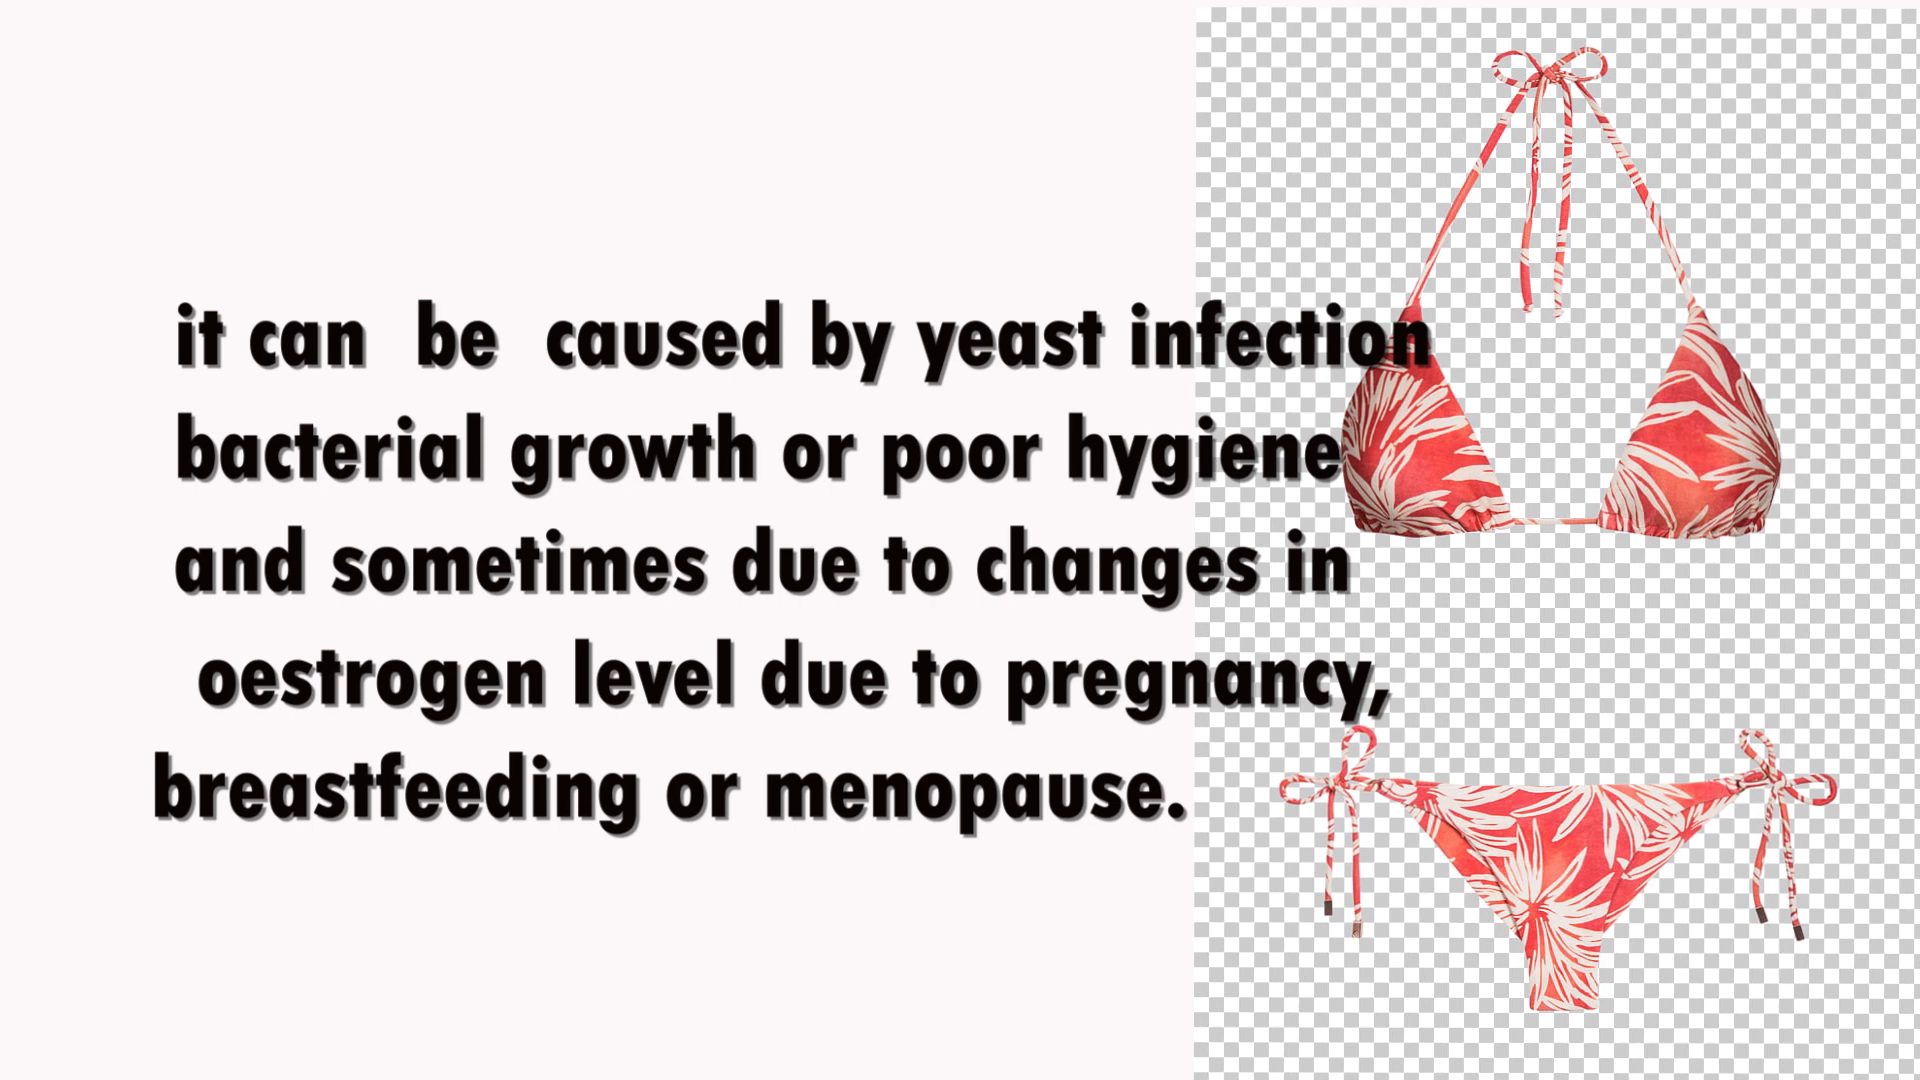 it can be caused by yeast infection
bacterial growth or poor hygiene
and sometimes due to changes in
oestrogen level due to pregnancy,
breastfeeding or menopause.